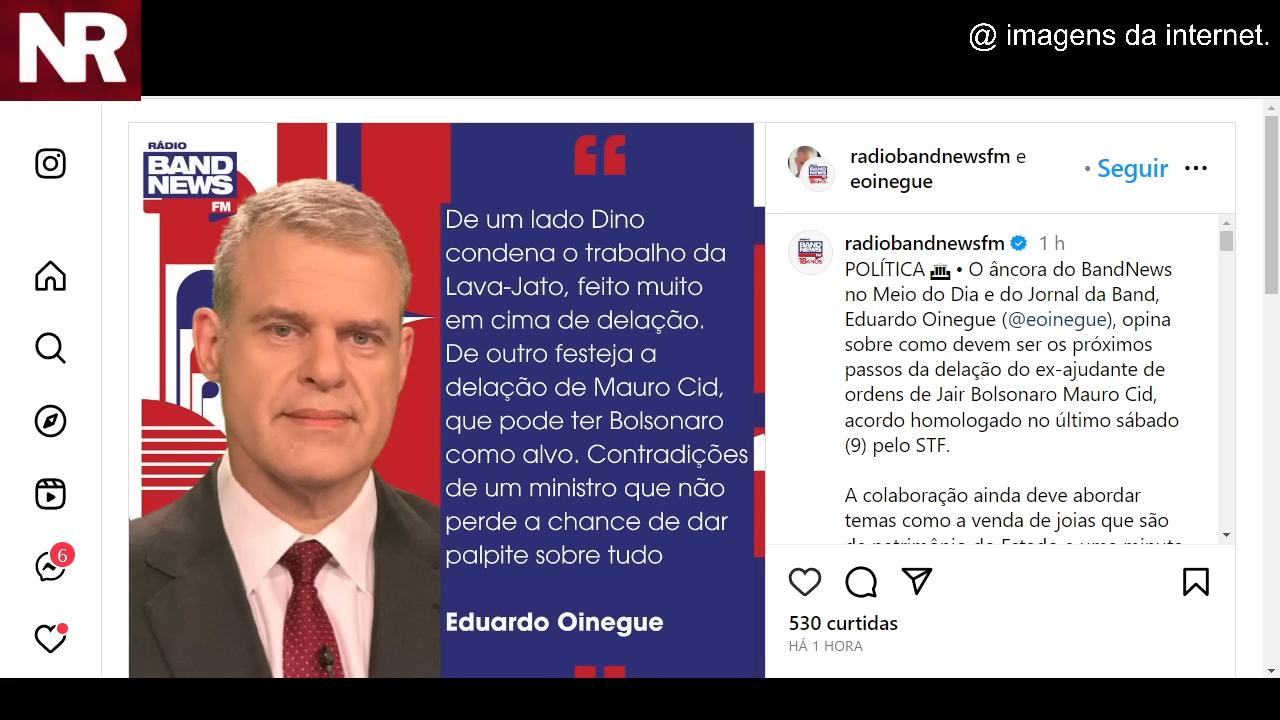 NR
@ imagens da internet.
RÁDIO
BAND
NEWS
FM
De um lado Dino
condena o trabalho da
Lava-Jato, feito muito
em cima de delação.
De outro festeja a
delação de Mauro Cid,
que pode ter Bolsonaro
como alvo. Contradições
de um ministro que não
perde a chance de dar
palpite sobre tudo
Eduardo Oinegue
radiobandnewsfm e
eoinegue
• Seguir
radiobandnewsfm 1 h
POLÍTICA 🏛 • O âncora do BandNews
no Meio do Dia e do Jornal da Band,
Eduardo Oinegue (@eoinegue), opina
sobre como devem ser os próximos
passos da delação do ex-ajudante de
ordens de Jair Bolsonaro Mauro Cid,
acordo homologado no último sábado
(9) pelo STF.
A colaboração ainda deve abordar
temas como a venda de joias que são
6
530 curtidas
HÁ 1 HORA